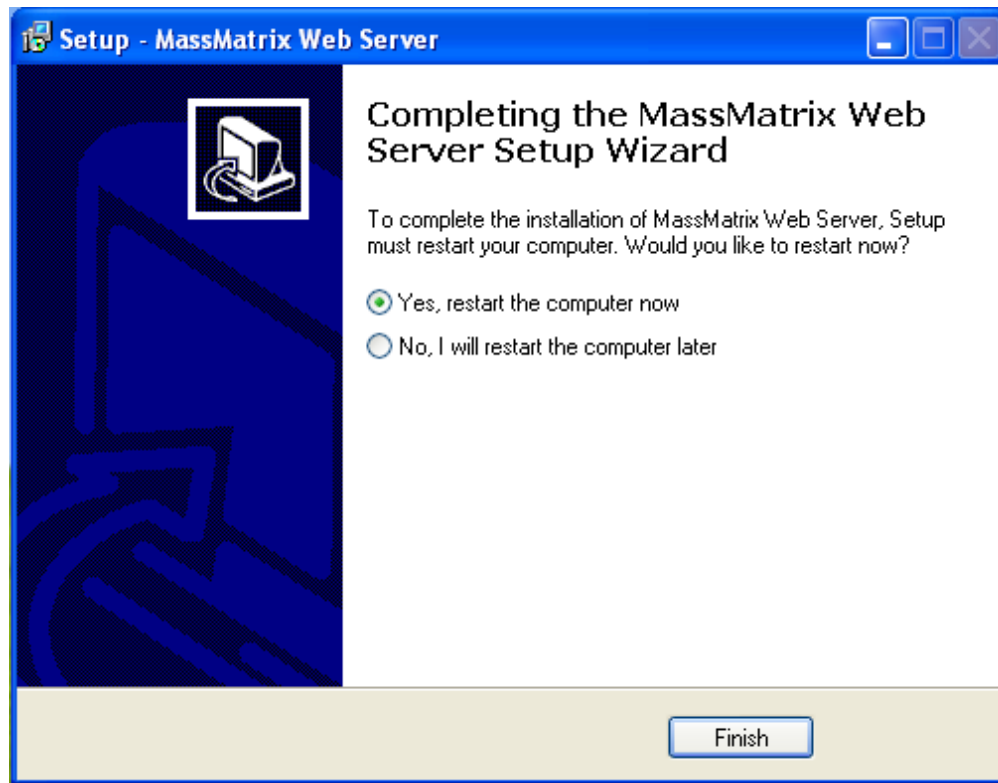 Setup - MassMatrix Web Server
Completing the MassMatrix Web
Server Setup Wizard
To complete the installation of MassMatrix Web Server, Setup
must restart your computer. Would you like to restart now?
Yes, restart the computer now
No, I will restart the computer later
Finish